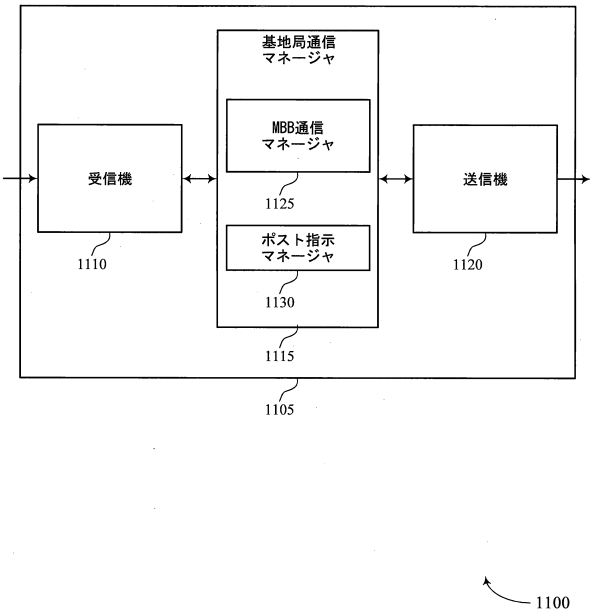 基地局通信
マネージャ
MBB通信
マネージャ
1125
受信機
1110
送信機
1120
ポスト指示
マネージャ
1130
1115
1105
1100